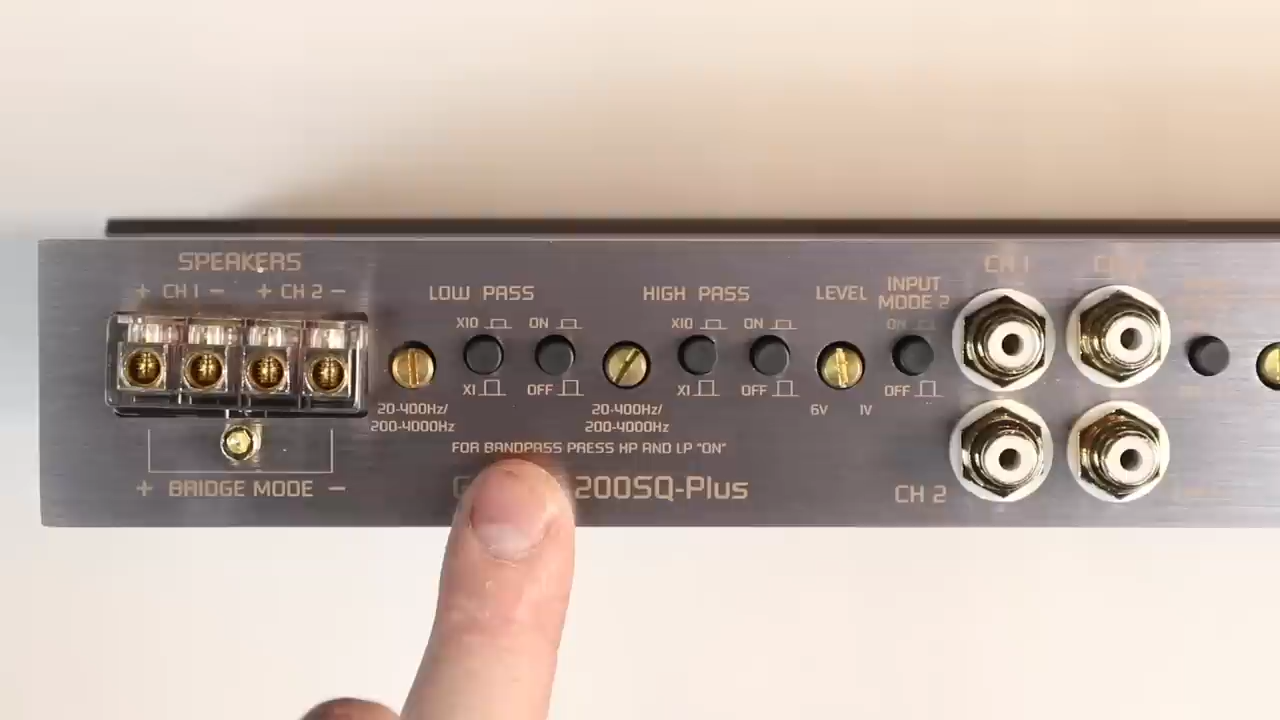 SPEAKERS
+ CH 1 - + CH 2 -
LOW PASS
X10 ON
X1 OFF
20-400Hz/
200-4000Hz
HIGH PASS
X10 ON
X1 OFF
20-400Hz/
200-4000Hz
FOR BANDPASS PRESS HP AND LP "ON"
LEVEL
6V 1V
INPUT
MODE 2
ON
OFF
CH 1
CH 2
+ BRIDGE MODE -
200SQ-Plus